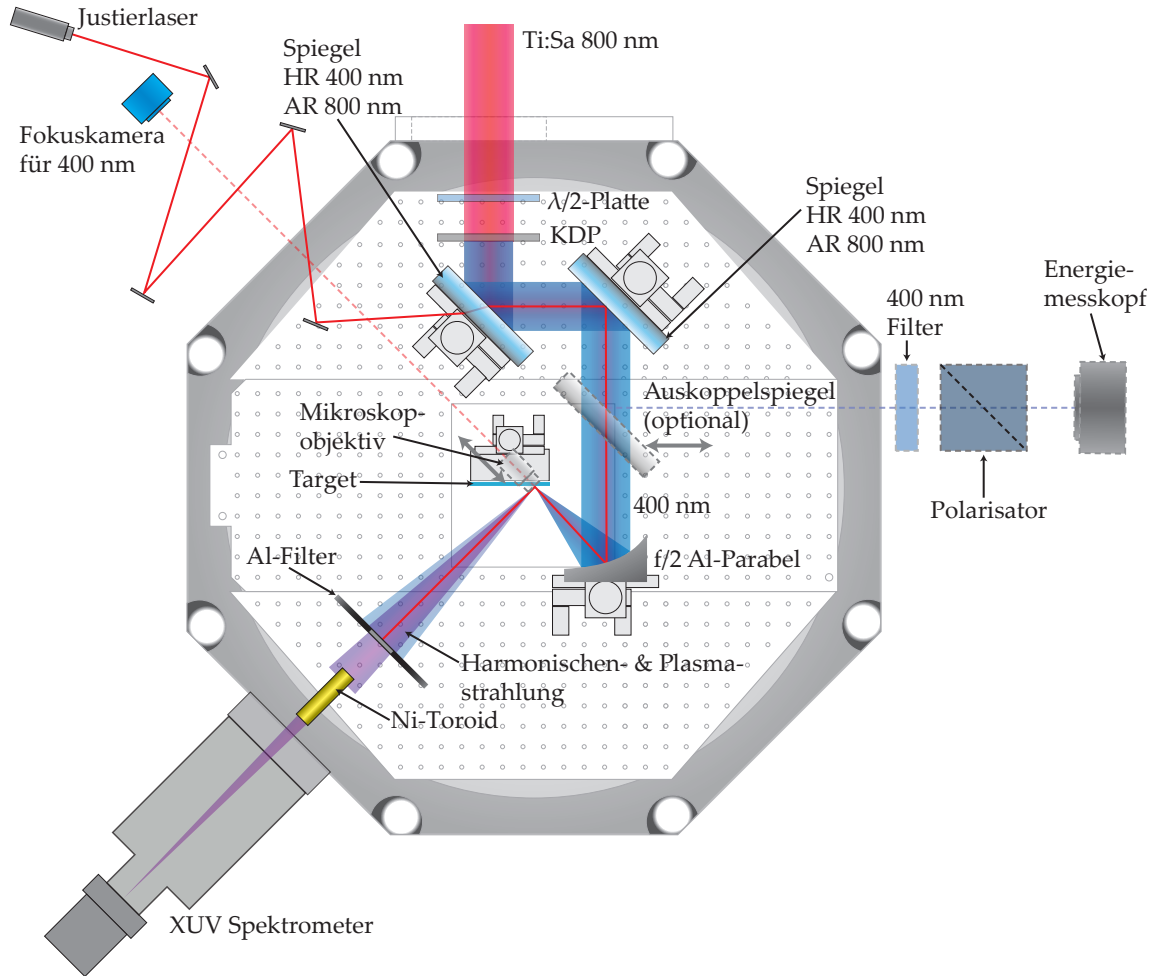 Justierlaser
Ti:Sa 800 nm
Spiegel
HR 400 nm
AR 800 nm
Fokuskamera
für 400 nm
λ/2-Platte
KDP
Spiegel
HR 400 nm
AR 800 nm
Energie-
messkopf
400 nm
Filter
Auskoppelspiegel
(optional)
Mikroskop-
objektiv
Target
400 nm
Polarisator
Al-Filter
f/2 Al-Parabel
Harmonischen- & Plasma-
strahlung
Ni-Toroid
XUV Spektrometer